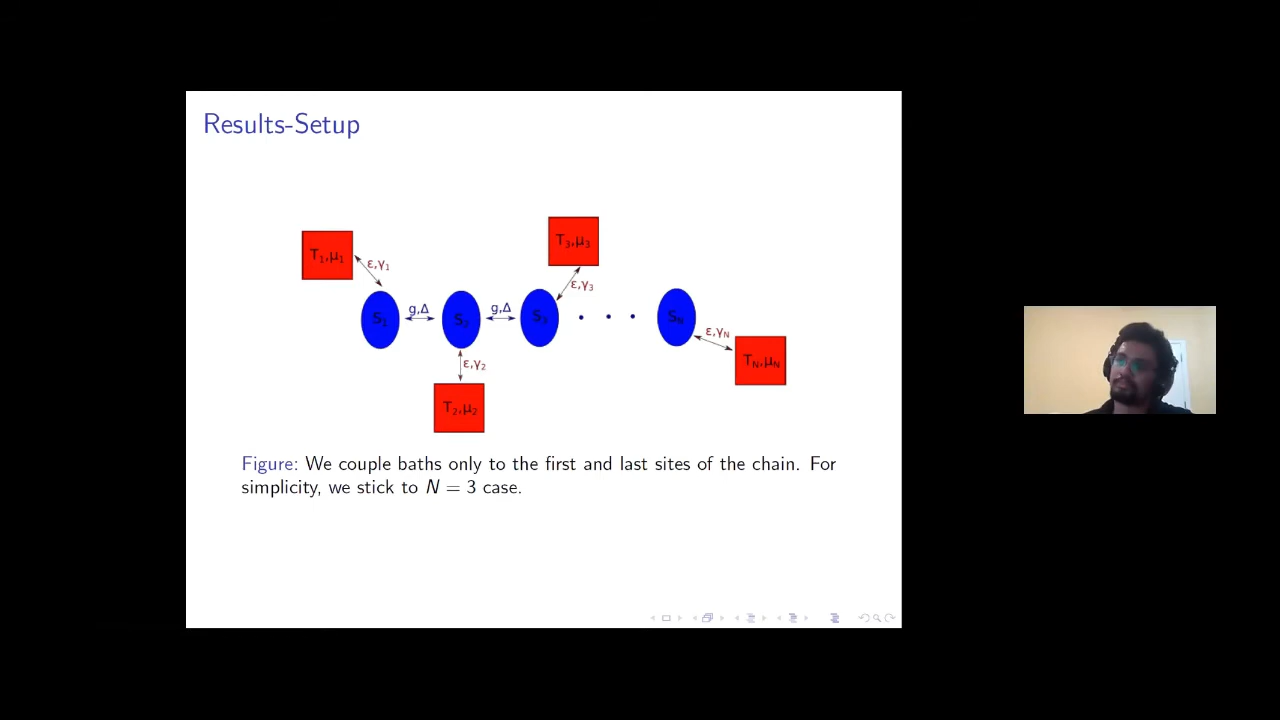 Results-Setup
T₁,μ₁
ε,γ₁
T₃,μ₃
ε,γ₃
S₁
g,Δ
S₂
g,Δ
S₃
S_N
ε,γ_N
ε,γ₂
T_N,μ_N
T₂,μ₂
Figure: We couple baths only to the first and last sites of the chain. For
simplicity, we stick to N = 3 case.